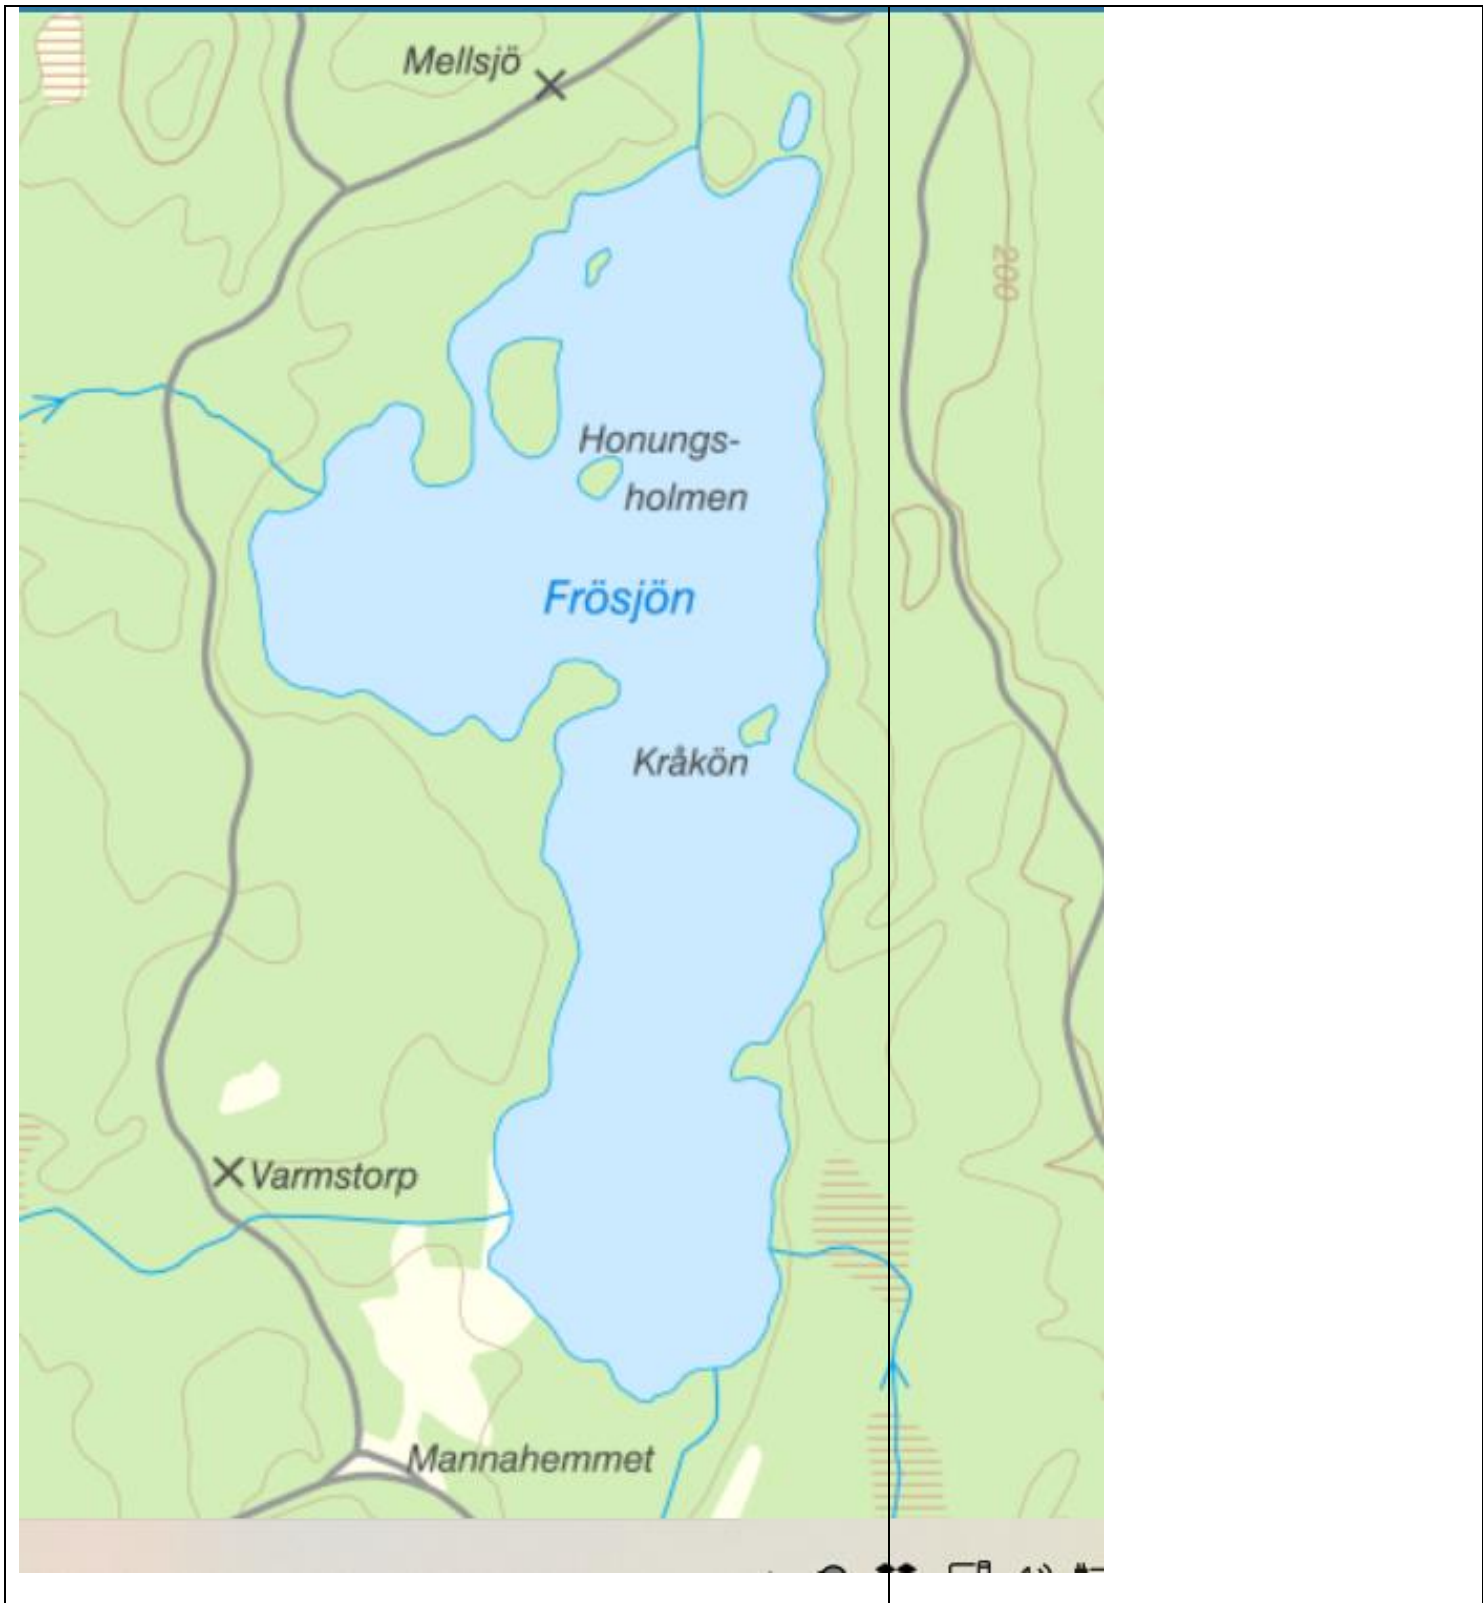 Mellsjö
200
Honungs-
holmen
Frösjön
Kråkön
Varmstorp
Mannahemmet